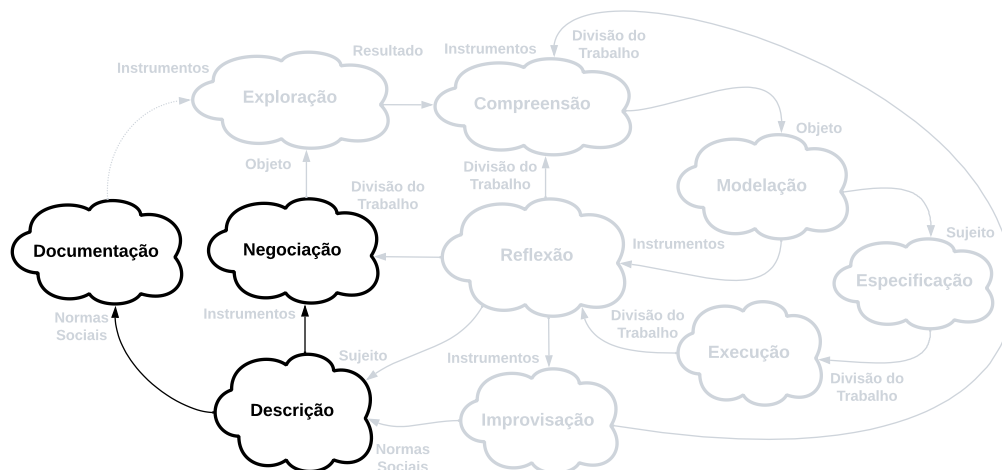 Divisão do
Trabalho
Resultado
Instrumentos
Instrumentos
Exploração
Compreensão
Objeto
Objeto
Divisão do
Trabalho
Divisão do
Trabalho
Modelação
Documentação
Negociação
Reflexão
Instrumentos
Sujeito
Especificação
Normas
Sociais
Instrumentos
Divisão do
Trabalho
Sujeito
Instrumentos
Execução
Divisão do
Trabalho
Descrição
Improvisação
Normas
Sociais